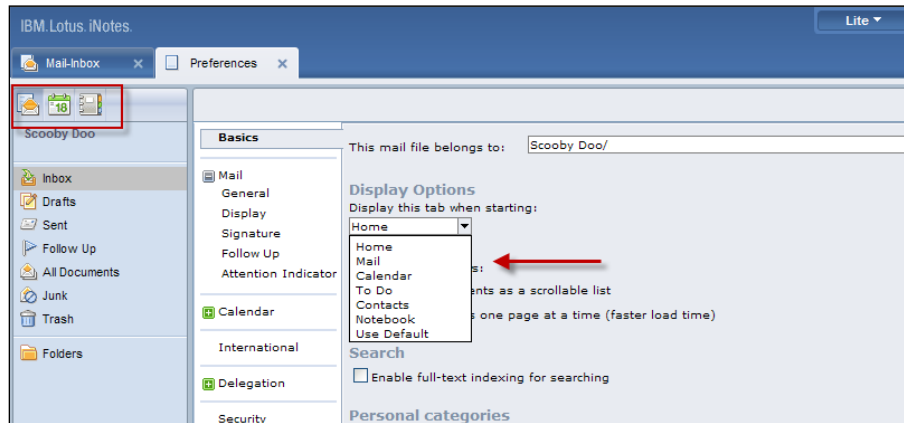 IBM.Lotus.iNotes.
Lite
Mail-Inbox
Preferences
18
Scooby Doo
Inbox
Drafts
Sent
Follow Up
All Documents
Junk
Trash
Folders
Basics
Mail
General
Display
Signature
Follow Up
Attention Indicator
Calendar
International
Delegation
Security
This mail file belongs to: Scooby Doo/
Display Options
Display this tab when starting:
Home
Home
Mail
Calendar
To Do
Contacts
Notebook
Use Default
s:
nts as a scrollable list
s one page at a time (faster load time)
Search
Enable full-text indexing for searching
Personal categories